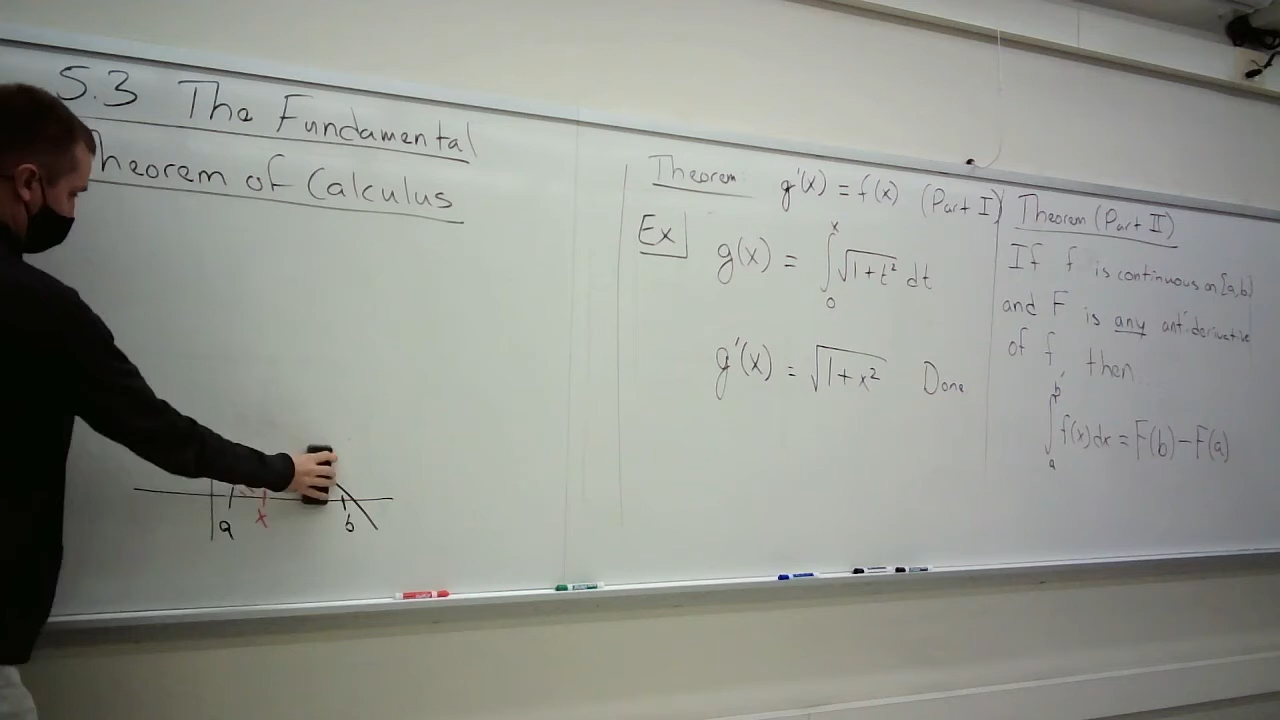 5.3 The Fundamental
Theorem of Calculus
a x b
Theorem g'(x) = f(x) (Part I)
Ex g(x) = ∫₀ˣ √1+t² dt
g'(x) = √1+x² Done
Theorem (Part II)
If f is continuous on [a,b]
and F is any antiderivative
of f, then
∫ₐᵇ f(x)dx = F(b) − F(a)